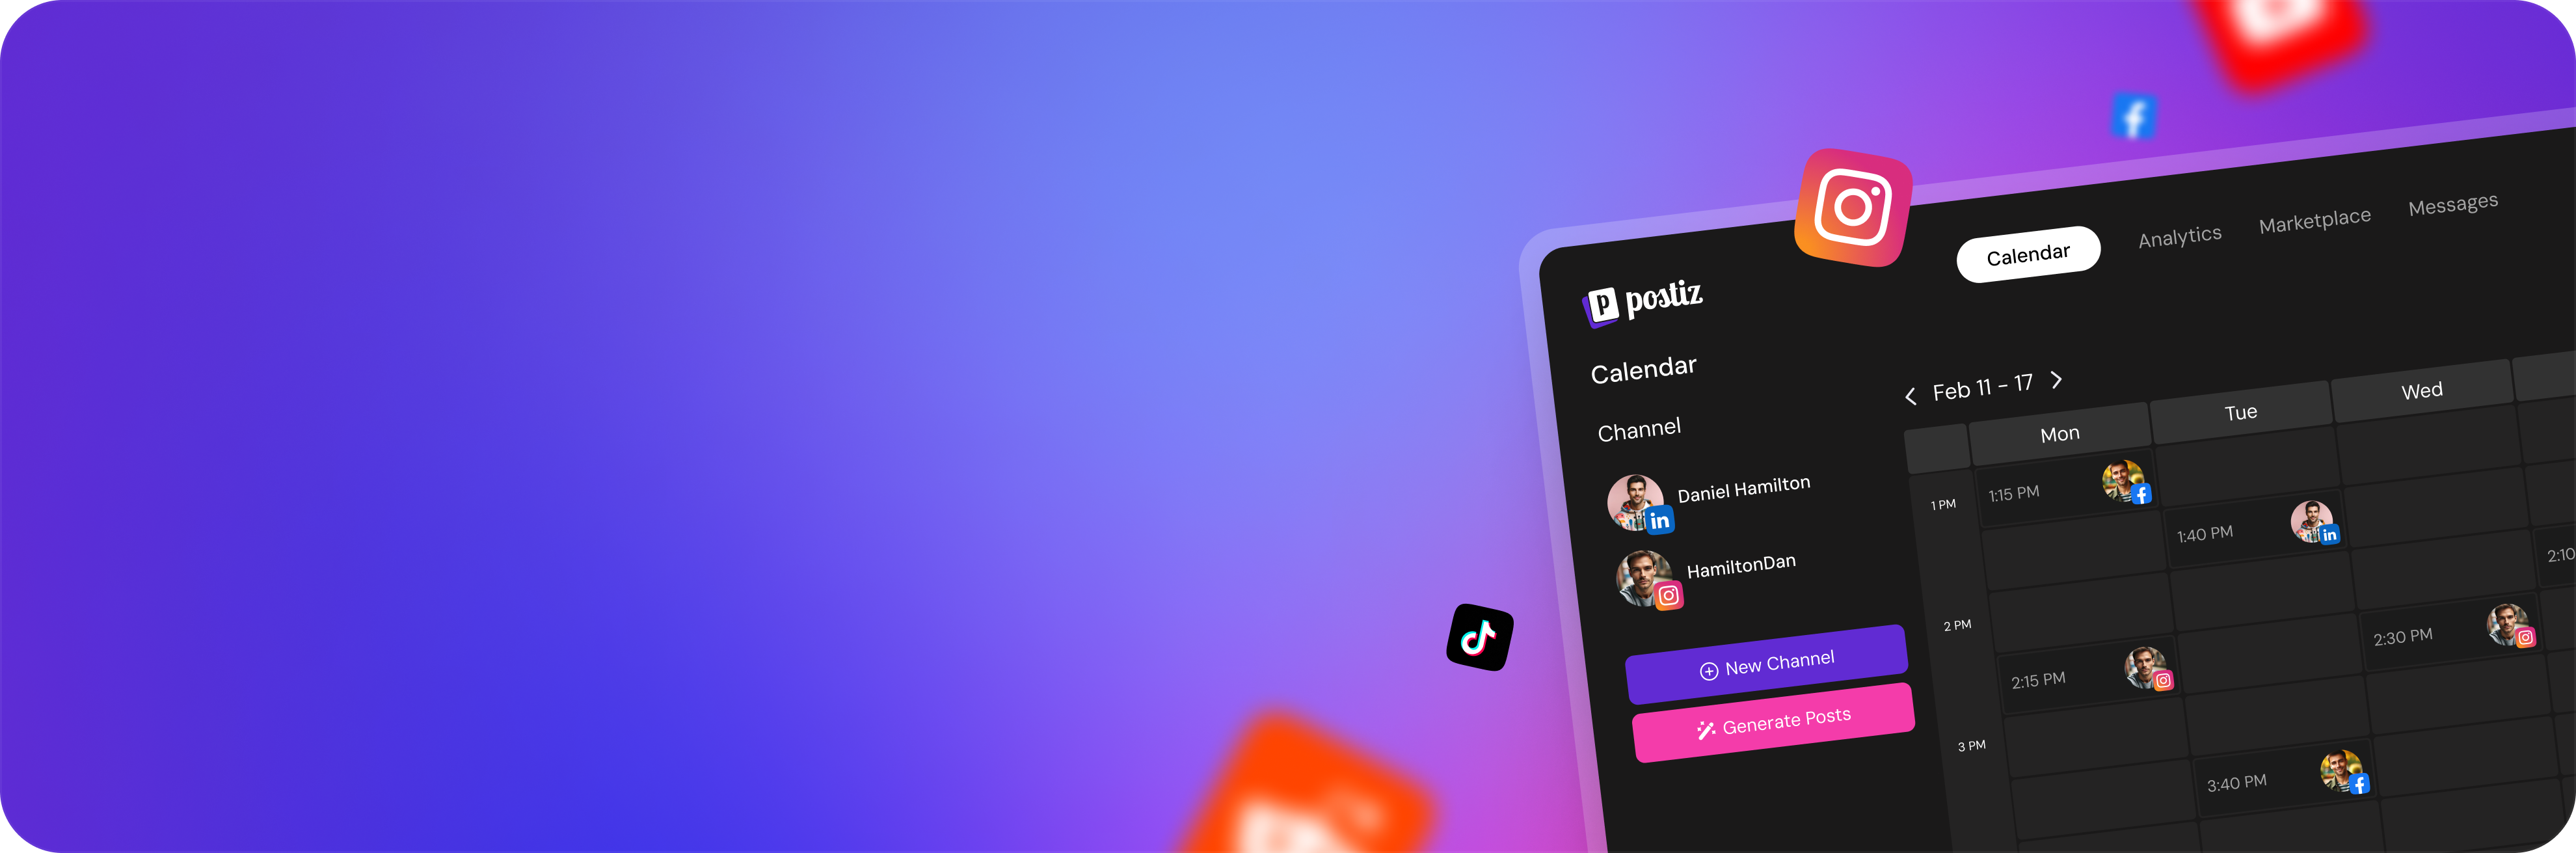 postiz
Calendar
Analytics
Marketplace
Messages
Calendar
Channel
Daniel Hamilton
HamiltonDan
New Channel
Generate Posts
Feb 11 - 17
Mon
Tue
Wed
1 PM
1:15 PM
1:40 PM
2:10
2 PM
2:15 PM
2:30 PM
3 PM
3:40 PM